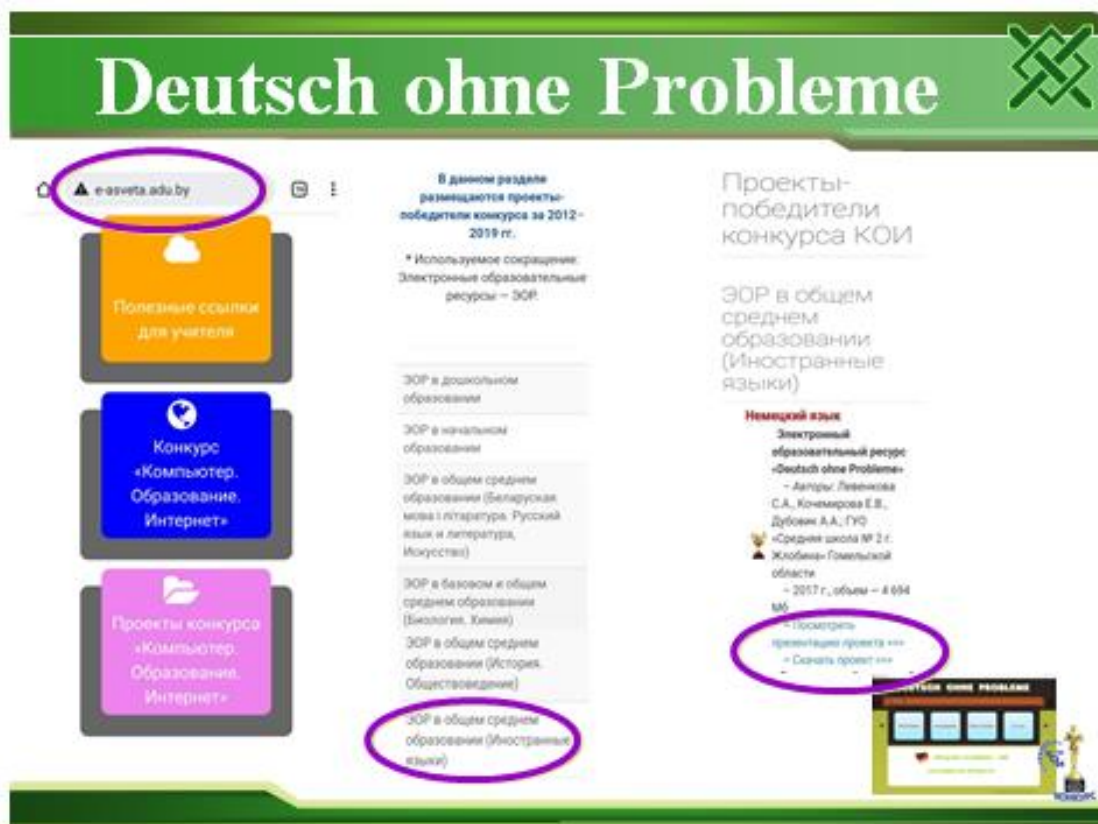 Deutsch ohne Probleme
e-asveta.adu.by
Полезные ссылки
для учителя
Конкурс
«Компьютер.
Образование.
Интернет»
Проекты конкурса
«Компьютер.
Образование.
Интернет»
В данном разделе
размещаются проекты-
победители конкурса за 2012-
2019 гг.
* Используемое сокращение:
Электронные образовательные
ресурсы — ЭОР.
ЭОР в дошкольном
образовании
ЭОР в начальном
образовании
ЭОР в общем среднем
образовании (Беларуская
мова і літаратура. Русский
язык и литература,
Искусство)
ЭОР в базовом и общем
среднем образовании
(Биология. Химия)
ЭОР в общем среднем
образовании (История.
Обществоведение)
ЭОР в общем среднем
образовании (Иностранные
языки)
Проекты-
победители
конкурса КОИ
ЭОР в общем
среднем
образовании
(Иностранные
языки)
Немецкий язык
Электронный
образовательный ресурс
«Deutsch ohne Probleme»
– Авторы: Левенкова
С.А., Кочемирова Е.В.,
Дубовик А.А., ГУО
«Средняя школа № 2 г.
Жлобина» Гомельской
области
– 2017 г., объем — 4 694
Мб
– Посмотреть
презентацию проекта »»»
– Скачать проект »»»
DEUTSCH OHNE PROBLEME
КОНКУРС